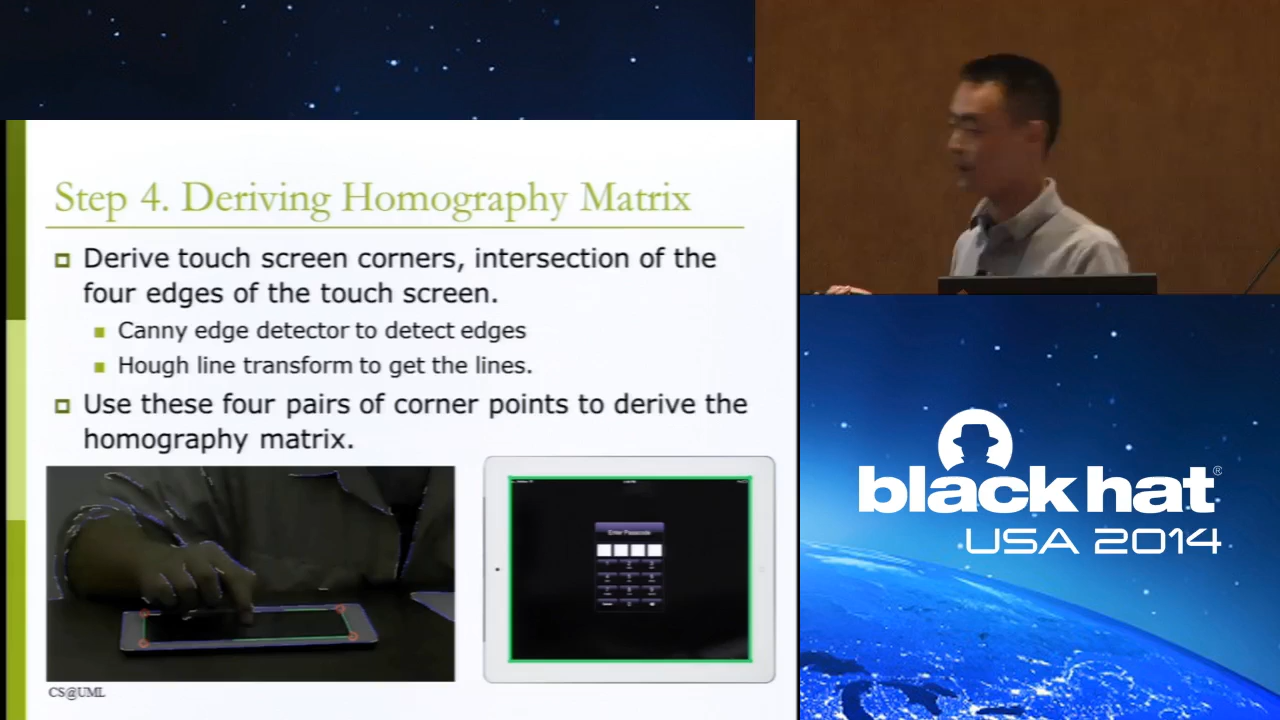 Step 4. Deriving Homography Matrix
Derive touch screen corners, intersection of the
four edges of the touch screen.
Canny edge detector to detect edges
Hough line transform to get the lines.
Use these four pairs of corner points to derive the
homography matrix.
Enter Passcode
CS@UML
black hat®
USA 2014